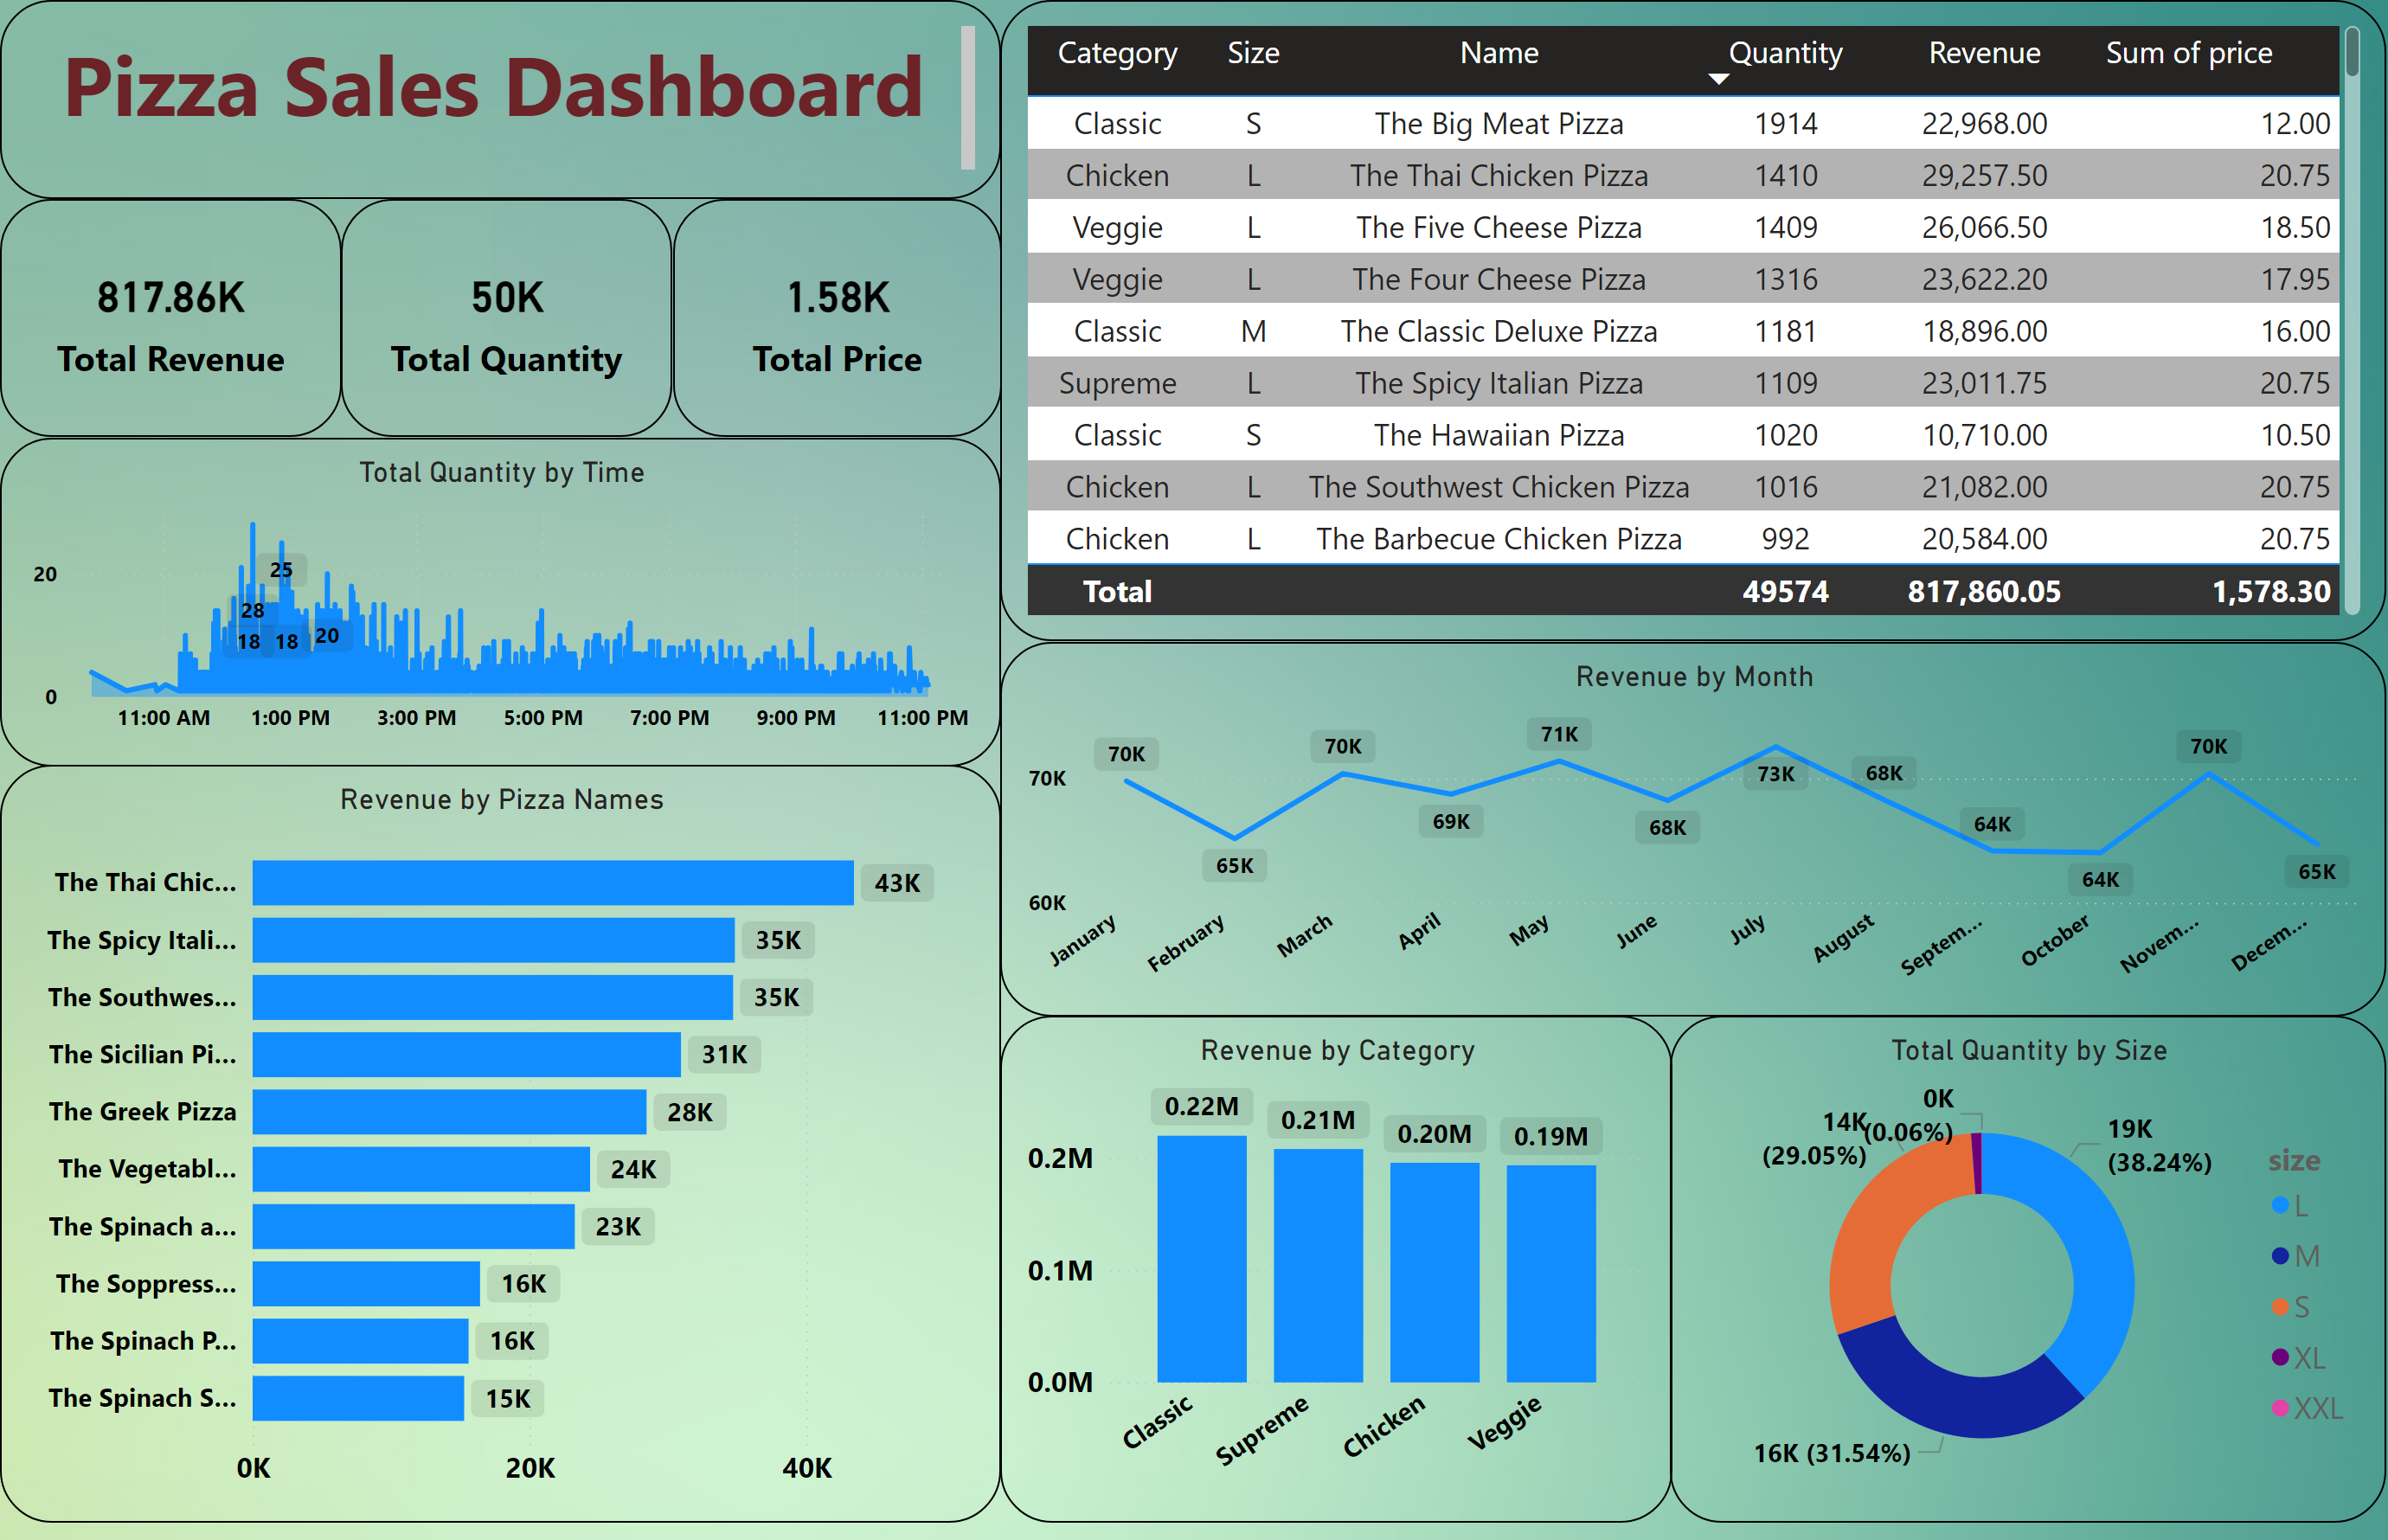 Pizza Sales Dashboard
817.86K
Total Revenue
50K
Total Quantity
1.58K
Total Price
Category Size Name Quantity Revenue Sum of price
Classic S The Big Meat Pizza 1914 22,968.00 12.00
Chicken L The Thai Chicken Pizza 1410 29,257.50 20.75
Veggie L The Five Cheese Pizza 1409 26,066.50 18.50
Veggie L The Four Cheese Pizza 1316 23,622.20 17.95
Classic M The Classic Deluxe Pizza 1181 18,896.00 16.00
Supreme L The Spicy Italian Pizza 1109 23,011.75 20.75
Classic S The Hawaiian Pizza 1020 10,710.00 10.50
Chicken L The Southwest Chicken Pizza 1016 21,082.00 20.75
Chicken L The Barbecue Chicken Pizza 992 20,584.00 20.75
Total 49574 817,860.05 1,578.30
Total Quantity by Time
20
0
25
28
18 18 20
11:00 AM 1:00 PM 3:00 PM 5:00 PM 7:00 PM 9:00 PM 11:00 PM
Revenue by Month
70K
60K
70K 65K 70K 69K 71K 68K 73K 68K 64K 64K 70K 65K
January February March April May June July August Septem... October Novem... Decem...
Revenue by Pizza Names
The Thai Chic... 43K
The Spicy Itali... 35K
The Southwes... 35K
The Sicilian Pi... 31K
The Greek Pizza 28K
The Vegetabl... 24K
The Spinach a... 23K
The Soppress... 16K
The Spinach P... 16K
The Spinach S... 15K
0K 20K 40K
Revenue by Category
0.22M 0.21M 0.20M 0.19M
0.2M
0.1M
0.0M
Classic Supreme Chicken Veggie
Total Quantity by Size
0K
(0.06%)
14K
(29.05%)
19K
(38.24%)
16K (31.54%)
size
L
M
S
XL
XXL